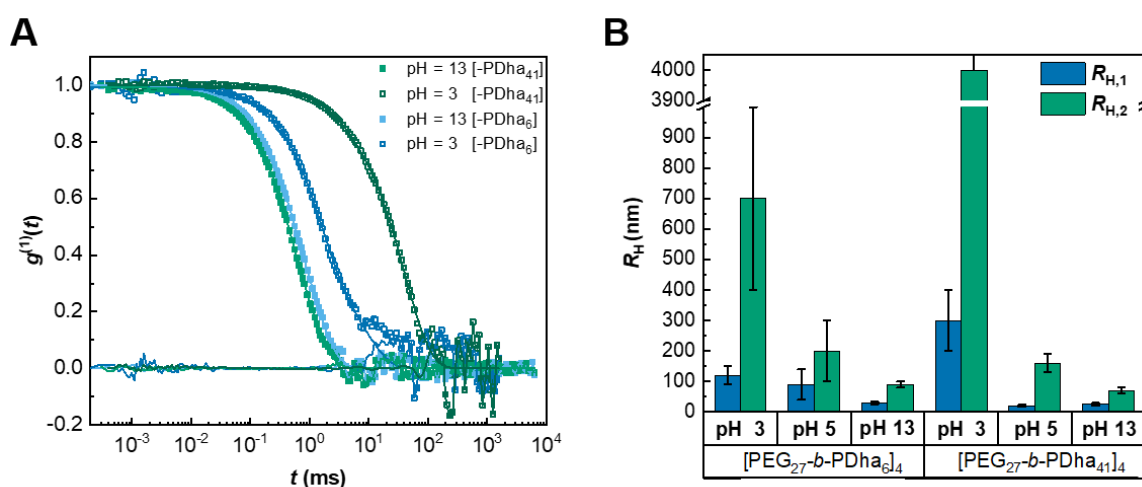 A
g(1)(t)
1.0
0.8
0.6
0.4
0.2
0.0
-0.2
10-3 10-2 10-1 100 101 102 103 104
t (ms)
pH = 13 [-PDha41]
pH = 3 [-PDha41]
pH = 13 [-PDha6]
pH = 3 [-PDha6]
B
RH (nm)
4000
3900
900
800
700
600
500
400
300
200
100
0
RH,1
RH,2
pH 3 pH 5 pH 13 pH 3 pH 5 pH 13
[PEG27-b-PDha6]4 [PEG27-b-PDha41]4